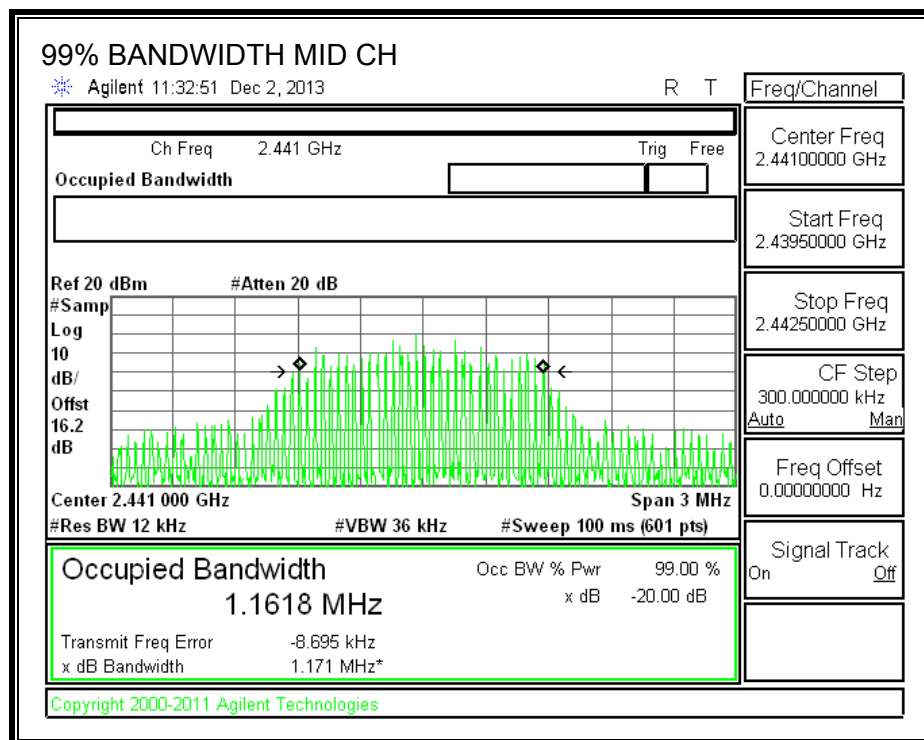 99% BANDWIDTH MID CH
Agilent 11:32:51 Dec 2, 2013 R T
Freq/Channel
Ch Freq 2.441 GHz Trig Free
Occupied Bandwidth
Center Freq
2.44100000 GHz
Start Freq
2.43950000 GHz
Stop Freq
2.44250000 GHz
CF Step
300.000000 kHz
Auto Man
Freq Offset
0.00000000 Hz
Signal Track
On Off
Ref 20 dBm #Atten 20 dB
#Samp
Log
10
dB/
Offst
16.2
dB
Center 2.441 000 GHz Span 3 MHz
#Res BW 12 kHz #VBW 36 kHz #Sweep 100 ms (601 pts)
Occupied Bandwidth Occ BW % Pwr 99.00 %
1.1618 MHz x dB -20.00 dB
Transmit Freq Error -8.695 kHz
x dB Bandwidth 1.171 MHz*
Copyright 2000-2011 Agilent Technologies